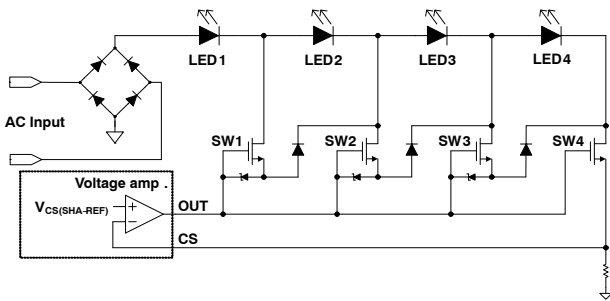 LED1
LED2
LED3
LED4
AC Input
SW1
SW2
SW3
SW4
Voltage amp .
VCS(SHA-REF)
+
−
OUT
CS